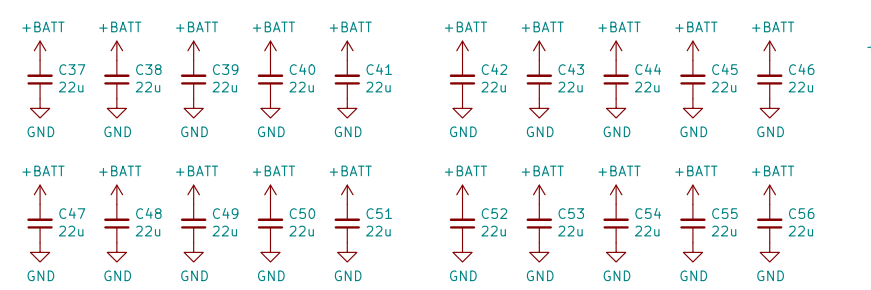 +BATT +BATT +BATT +BATT +BATT +BATT +BATT +BATT +BATT +BATT
C37 C38 C39 C40 C41 C42 C43 C44 C45 C46
22u 22u 22u 22u 22u 22u 22u 22u 22u 22u
GND GND GND GND GND GND GND GND GND GND
+BATT +BATT +BATT +BATT +BATT +BATT +BATT +BATT +BATT +BATT
C47 C48 C49 C50 C51 C52 C53 C54 C55 C56
22u 22u 22u 22u 22u 22u 22u 22u 22u 22u
GND GND GND GND GND GND GND GND GND GND